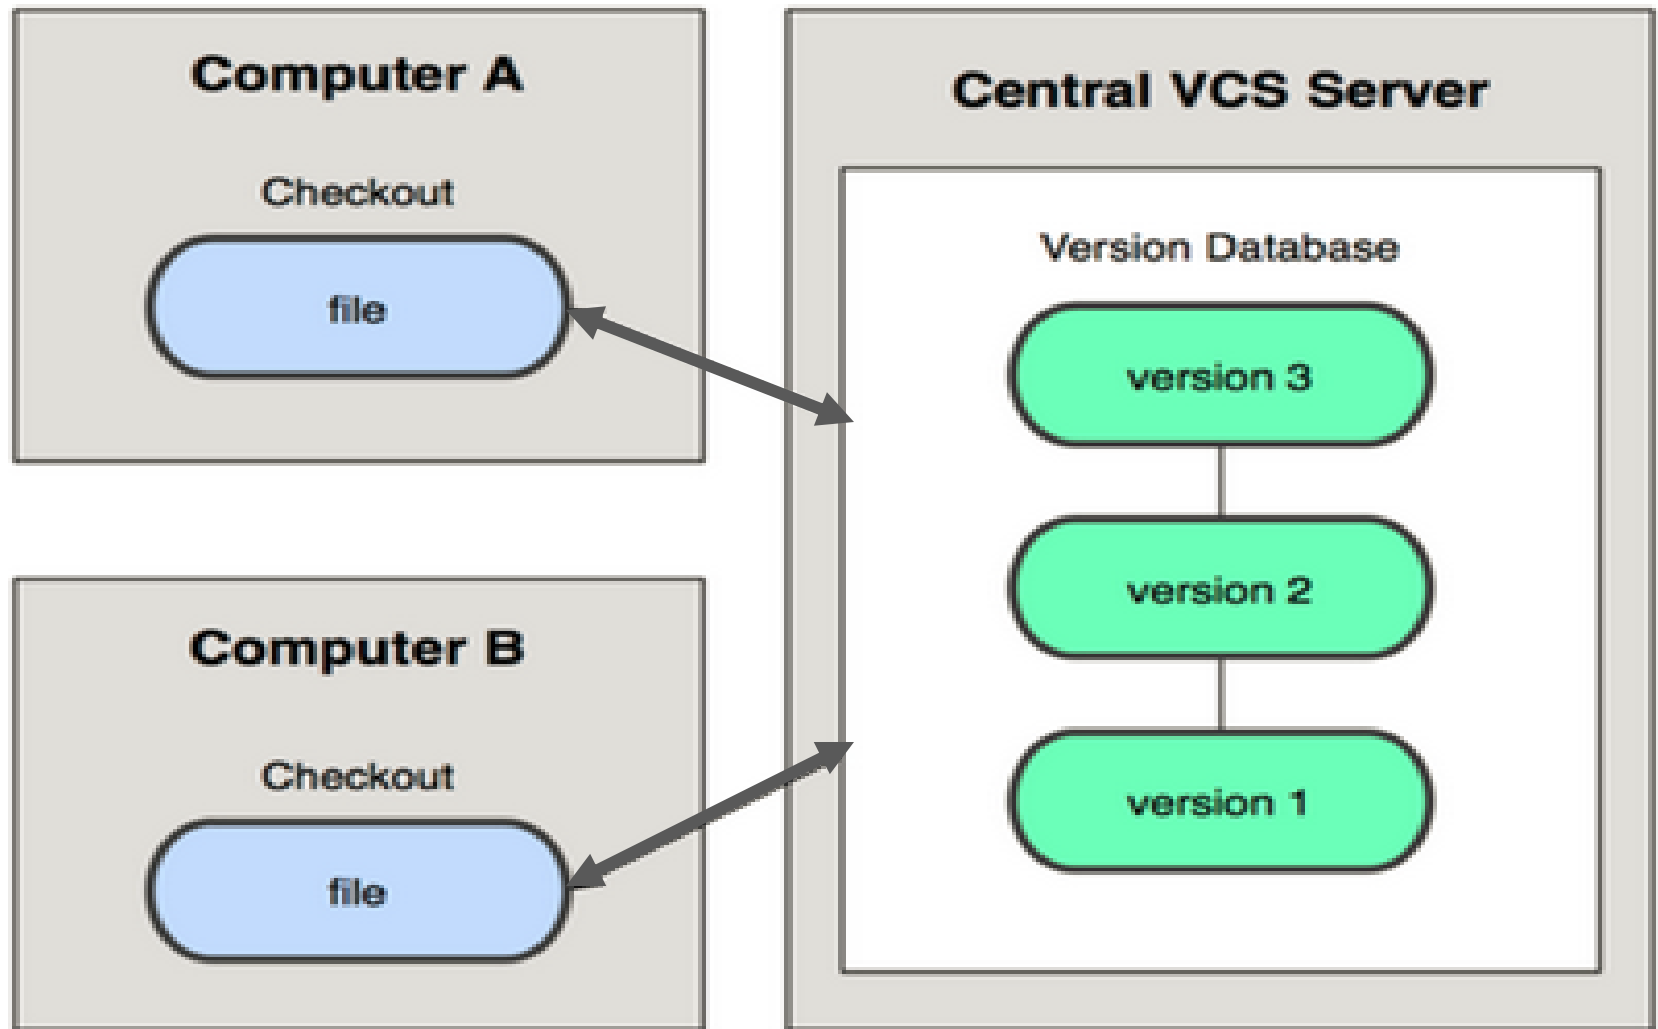 Computer A
Checkout
file
Computer B
Checkout
file
Central VCS Server
Version Database
version 3
version 2
version 1